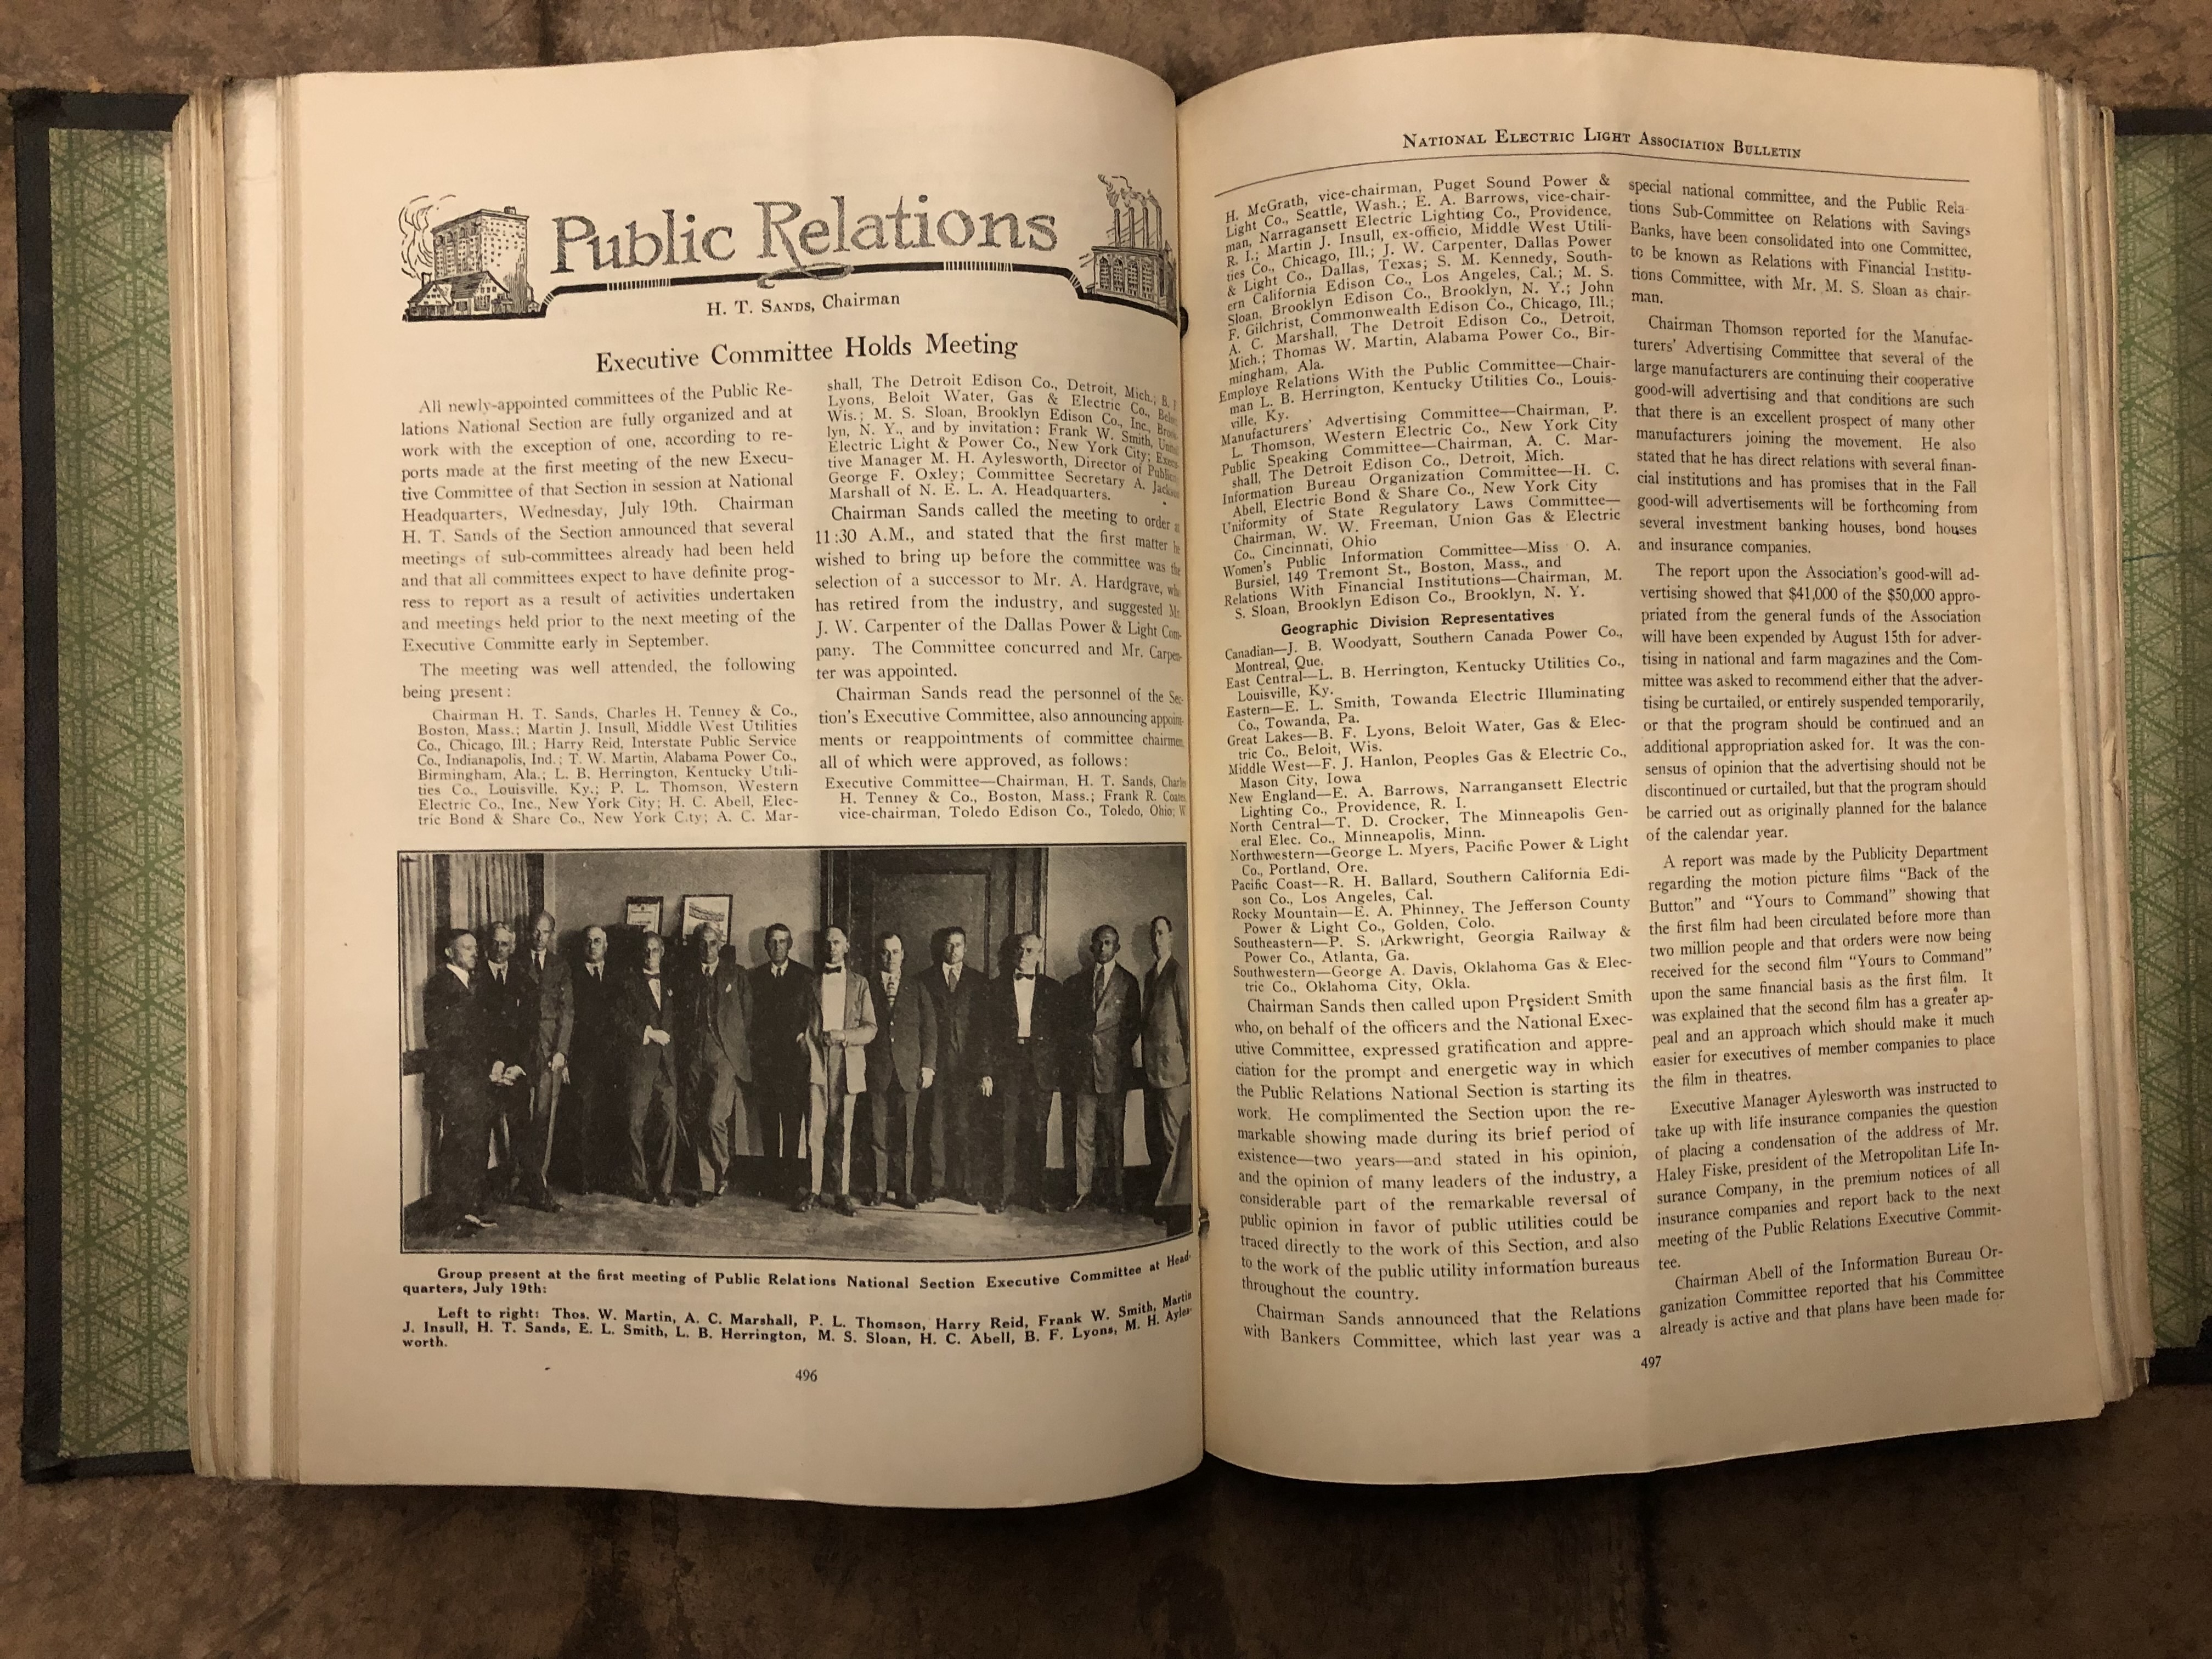 Public Relations
H. T. Sands, Chairman
Executive Committee Holds Meeting
All newly-appointed committees of the Public Re-
lations National Section are fully organized and at
work with the exception of one, according to re-
ports made at the first meeting of the new Execu-
tive Committee of that Section in session at National
Headquarters, Wednesday, July 19th. Chairman
H. T. Sands of the Section announced that several
meetings of sub-committees already had been held
and that all committees expect to have definite prog-
ress to report as a result of activities undertaken
and meetings held prior to the next meeting of the
Executive Committe early in September.
The meeting was well attended, the following
being present:
Chairman H. T. Sands, Charles H. Tenney & Co.,
Boston, Mass.; Martin J. Insull, Middle West Utilities
Co., Chicago, Ill.; Harry Reid, Interstate Public Service
Co., Indianapolis, Ind.; T. W. Martin, Alabama Power Co.,
Birmingham, Ala.; L. B. Herrington, Kentucky Utili-
ties Co., Louisville, Ky.; P. L. Thomson, Western
Electric Co., Inc., New York City; H. C. Abell, Elec-
tric Bond & Share Co., New York City; A. C. Mar-
shall, The Detroit Edison Co., Detroit, Mich.; B. F.
Lyons, Beloit Water, Gas & Electric Co., Beloit,
Wis.; M. S. Sloan, Brooklyn Edison Co., Inc., Brook-
lyn, N. Y., and by invitation: Frank W. Smith, United
Electric Light & Power Co., New York City; Execu-
tive Manager M. H. Aylesworth, Director of
George F. Oxley; Committee Secretary A. Jackson
Marshall of N. E. L. A. Headquarters.
Chairman Sands called the meeting to order at
11:30 A.M., and stated that the first matter he
wished to bring up before the committee was the
selection of a successor to Mr. A. Hardgrave, who
has retired from the industry, and suggested Mr.
J. W. Carpenter of the Dallas Power & Light Com-
pany. The Committee concurred and Mr. Carpen-
ter was appointed.
Chairman Sands read the personnel of the Sec-
tion's Executive Committee, also announcing appoint-
ments or reappointments of committee chairmen,
all of which were approved, as follows:
Executive Committee—Chairman, H. T. Sands, Charles
H. Tenney & Co., Boston, Mass.; Frank R. Coates,
vice-chairman, Toledo Edison Co., Toledo, Ohio; W.
Group present at the first meeting of Public Relations National Section Executive Committee at Head-
quarters, July 19th:
Left to right: Thos. W. Martin, A. C. Marshall, P. L. Thomson, Harry Reid, Frank W. Smith, Martin
J. Insull, H. T. Sands, E. L. Smith, L. B. Herrington, M. S. Sloan, H. C. Abell, B. F. Lyons, M. H. Ayles-
worth.
496
National Electric Light Association Bulletin
H. McGrath, vice-chairman, Puget Sound Power &
Light Co., Seattle, Wash.; E. A. Barrows, vice-chair-
man, Narragansett Electric Lighting Co., Providence,
R. I.; Martin J. Insull, ex-officio, Middle West Utili-
ties Co., Chicago, Ill.; J. W. Carpenter, Dallas Power
& Light Co., Dallas, Texas; S. M. Kennedy, South-
ern California Edison Co., Los Angeles, Cal.; M. S.
Sloan, Brooklyn Edison Co., Brooklyn, N. Y.; John
F. Gilchrist, Commonwealth Edison Co., Chicago, Ill.;
A. C. Marshall, The Detroit Edison Co., Detroit,
Mich.; Thomas W. Martin, Alabama Power Co., Bir-
mingham, Ala.
Employe Relations With the Public Committee—Chair-
man L. B. Herrington, Kentucky Utilities Co., Louis-
ville, Ky.
Manufacturers' Advertising Committee—Chairman, P.
L. Thomson, Western Electric Co., New York City
Public Speaking Committee—Chairman, A. C. Mar-
shall, The Detroit Edison Co., Detroit, Mich.
Information Bureau Organization Committee—H. C.
Abell, Electric Bond & Share Co., New York City
Uniformity of State Regulatory Laws Committee—
Chairman, W. W. Freeman, Union Gas & Electric
Co., Cincinnati, Ohio
Women's Public Information Committee—Miss O. A.
Bursiel, 149 Tremont St., Boston, Mass., and
Relations With Financial Institutions—Chairman, M.
S. Sloan, Brooklyn Edison Co., Brooklyn, N. Y.
Geographic Division Representatives
Canadian—J. B. Woodyatt, Southern Canada Power Co.,
Montreal, Que.
East Central—L. B. Herrington, Kentucky Utilities Co.,
Louisville, Ky.
Eastern—E. L. Smith, Towanda Electric Illuminating
Co., Towanda, Pa.
Great Lakes—B. F. Lyons, Beloit Water, Gas & Elec-
tric Co., Beloit, Wis.
Middle West—F. J. Hanlon, Peoples Gas & Electric Co.,
Mason City, Iowa
New England—E. A. Barrows, Narrangansett Electric
Lighting Co., Providence, R. I.
North Central—T. D. Crocker, The Minneapolis Gen-
eral Elec. Co., Minneapolis, Minn.
Northwestern—George L. Myers, Pacific Power & Light
Co., Portland, Ore.
Pacific Coast—R. H. Ballard, Southern California Edi-
son Co., Los Angeles, Cal.
Rocky Mountain—E. A. Phinney, The Jefferson County
Power & Light Co., Golden, Colo.
Southeastern—P. S. Arkwright, Georgia Railway &
Power Co., Atlanta, Ga.
Southwestern—George A. Davis, Oklahoma Gas & Elec-
tric Co., Oklahoma City, Okla.
Chairman Sands then called upon President Smith
who, on behalf of the officers and the National Exec-
utive Committee, expressed gratification and appre-
ciation for the prompt and energetic way in which
the Public Relations National Section is starting its
work. He complimented the Section upon the re-
markable showing made during its brief period of
existence—two years—and stated in his opinion,
and the opinion of many leaders of the industry, a
considerable part of the remarkable reversal of
public opinion in favor of public utilities could be
traced directly to the work of this Section, and also
to the work of the public utility information bureaus
throughout the country.
Chairman Sands announced that the Relations
with Bankers Committee, which last year was a
special national committee, and the Public Rela-
tions Sub-Committee on Relations with Savings
Banks, have been consolidated into one Committee,
to be known as Relations with Financial Institu-
tions Committee, with Mr. M. S. Sloan as chair-
man.
Chairman Thomson reported for the Manufac-
turers' Advertising Committee that several of the
large manufacturers are continuing their cooperative
good-will advertising and that conditions are such
that there is an excellent prospect of many other
manufacturers joining the movement. He also
stated that he has direct relations with several finan-
cial institutions and has promises that in the Fall
good-will advertisements will be forthcoming from
several investment banking houses, bond houses
and insurance companies.
The report upon the Association's good-will ad-
vertising showed that $41,000 of the $50,000 appro-
priated from the general funds of the Association
will have been expended by August 15th for adver-
tising in national and farm magazines and the Com-
mittee was asked to recommend either that the adver-
tising be curtailed, or entirely suspended temporarily,
or that the program should be continued and an
additional appropriation asked for. It was the con-
sensus of opinion that the advertising should not be
discontinued or curtailed, but that the program should
be carried out as originally planned for the balance
of the calendar year.
A report was made by the Publicity Department
regarding the motion picture films "Back of the
Button" and "Yours to Command" showing that
the first film had been circulated before more than
two million people and that orders were now being
received for the second film "Yours to Command"
upon the same financial basis as the first film. It
was explained that the second film has a greater ap-
peal and an approach which should make it much
easier for executives of member companies to place
the film in theatres.
Executive Manager Aylesworth was instructed to
take up with life insurance companies the question
of placing a condensation of the address of Mr.
Haley Fiske, president of the Metropolitan Life In-
surance Company, in the premium notices of all
insurance companies and report back to the next
meeting of the Public Relations Executive Commit-
tee.
Chairman Abell of the Information Bureau Or-
ganization Committee reported that his Committee
already is active and that plans have been made for
497